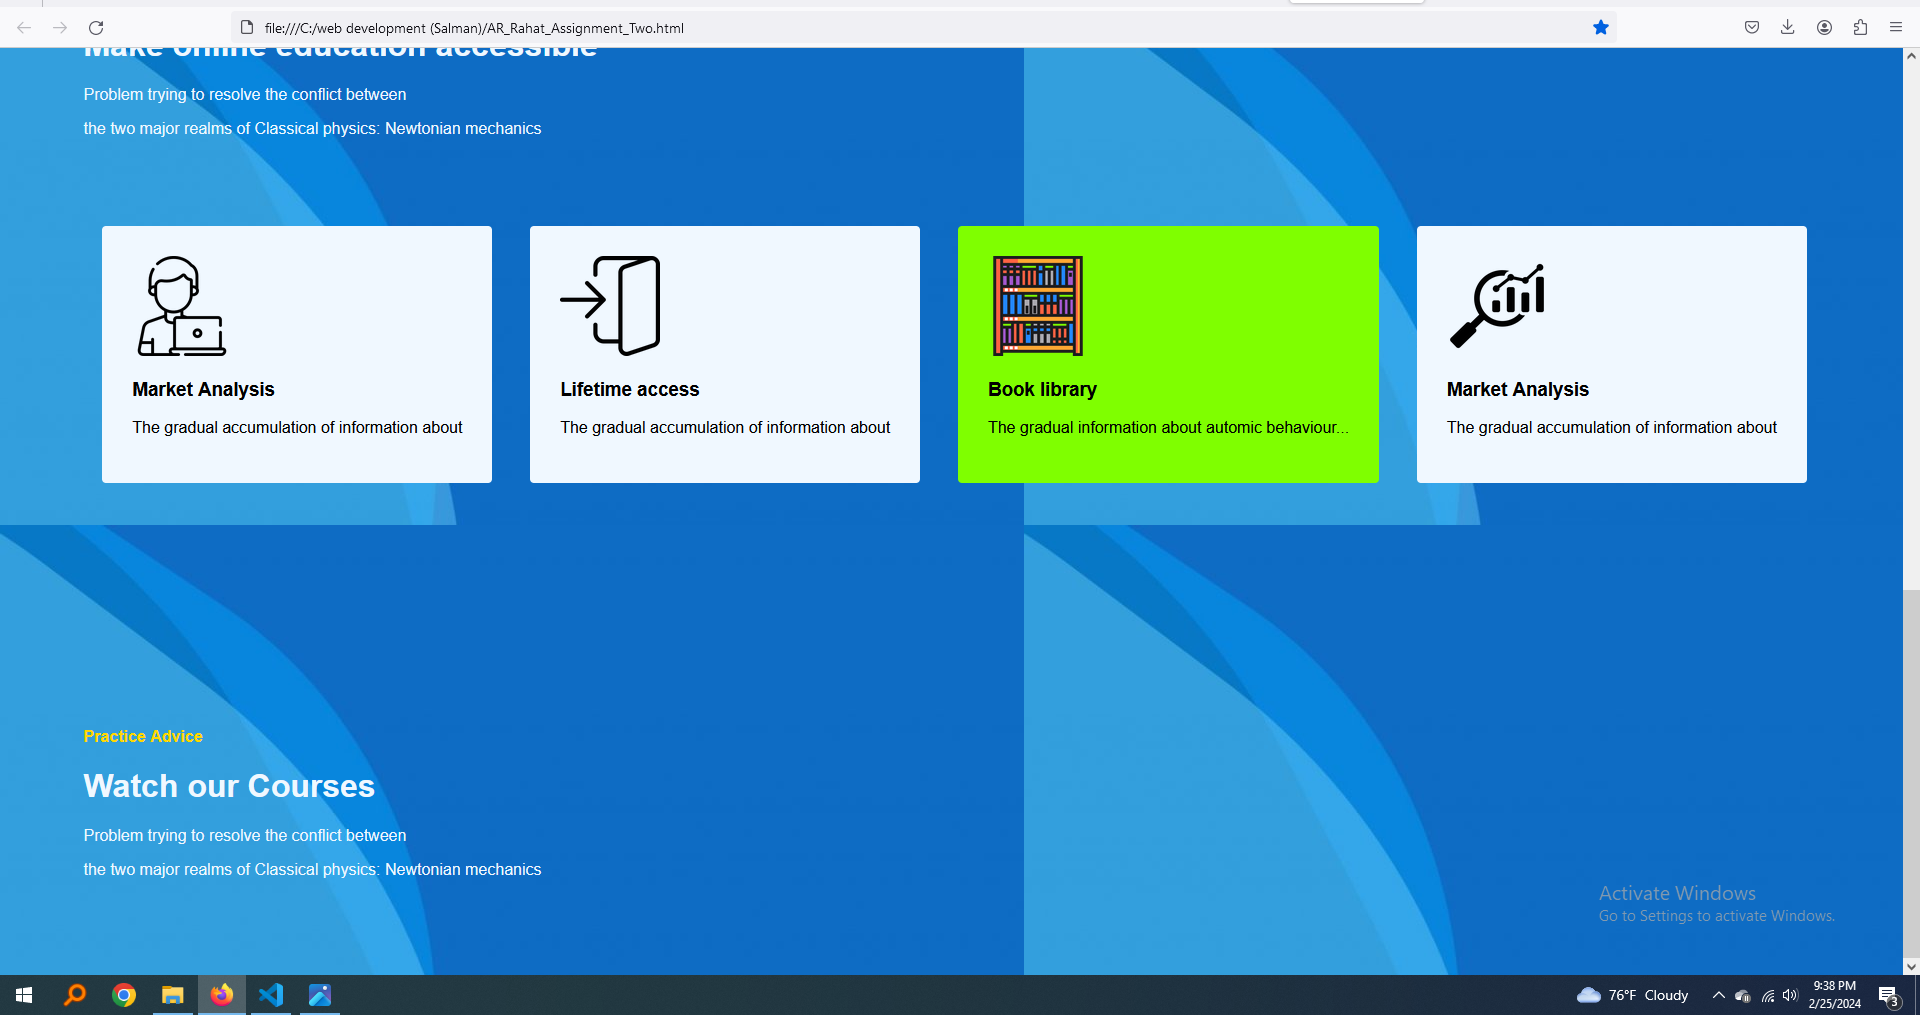 file:///C:/web development (Salman)/AR_Rahat_Assignment_Two.html
Make online education accessible
Problem trying to resolve the conflict between
the two major realms of Classical physics: Newtonian mechanics
Market Analysis
The gradual accumulation of information about
Lifetime access
The gradual accumulation of information about
Book library
The gradual information about automic behaviour...
Market Analysis
The gradual accumulation of information about
Practice Advice
Watch our Courses
Problem trying to resolve the conflict between
the two major realms of Classical physics: Newtonian mechanics
Activate Windows
Go to Settings to activate Windows.
76°F Cloudy
9:38 PM
2/25/2024
3